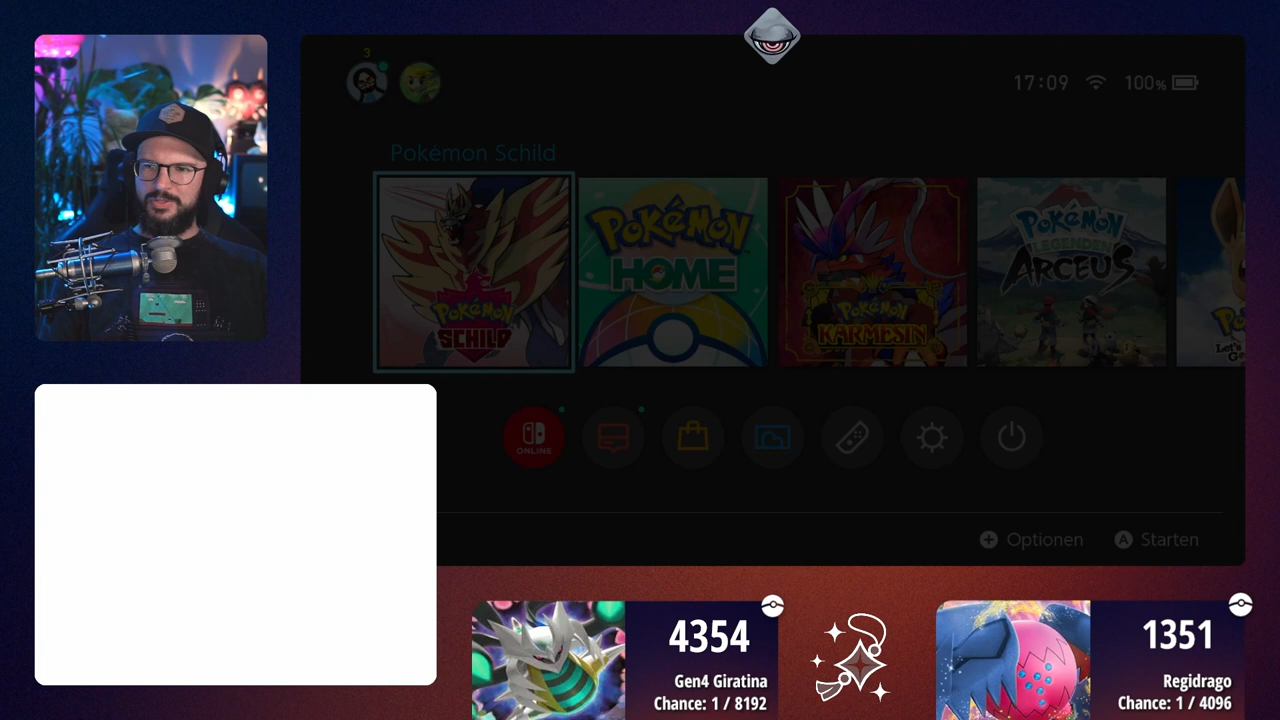 3
17:09
100%
Pokémon Schild
POKÉMON
SCHILD
POKÉMON
HOME
POKÉMON
KARMESIN
POKÉMON
LEGENDEN
ARCEUS
Let's
ONLINE
Optionen
A Starten
4354
Gen4 Giratina
Chance: 1 / 8192
1351
Regidrago
Chance: 1 / 4096